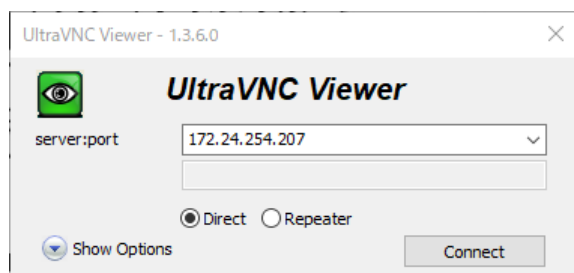 UltraVNC Viewer - 1.3.6.0
UltraVNC Viewer
server:port
172.24.254.207
Direct
Repeater
Show Options
Connect